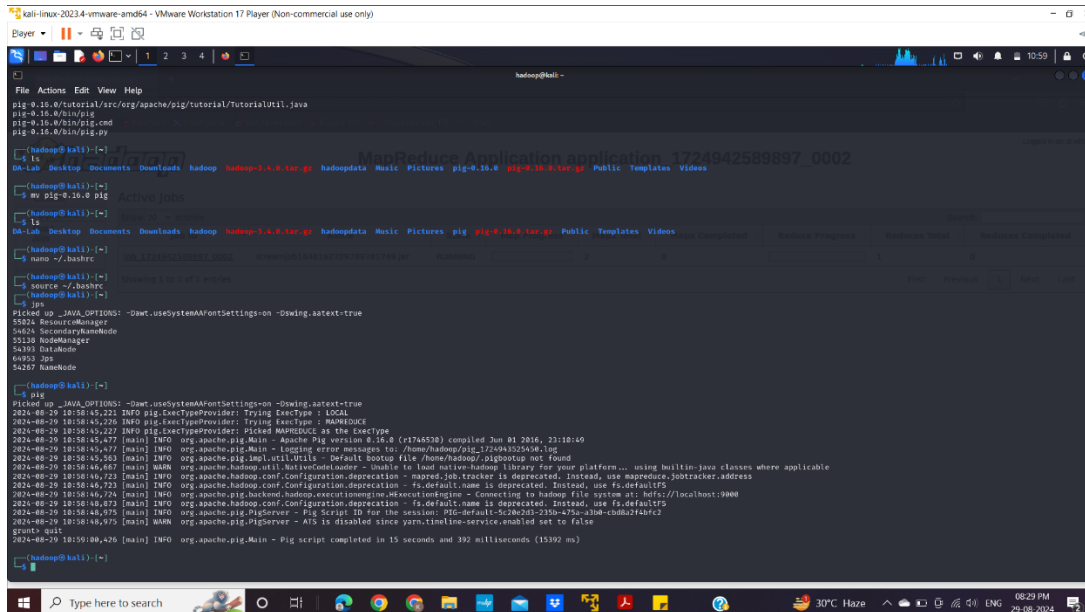 kali-linux-2023.4-vmware-amd64 - VMware Workstation 17 Player (Non-commercial use only)
Player
1 2 3 4
10:59
hadoop@kali: ~
File Actions Edit View Help
pig-0.16.0/tutorial/src/org/apache/pig/tutorial/TutorialUtil.java
pig-0.16.0/bin/pig
pig-0.16.0/bin/pig.cmd
pig-0.16.0/bin/pig.py
MapReduce Application application_1724942589897_0002
(hadoop㉿kali)-[~]
$ ls
DA-Lab Desktop Documents Downloads hadoop hadoop-3.4.0.tar.gz hadoopdata Music Pictures pig-0.16.0 pig-0.16.0.tar.gz Public Templates Videos
(hadoop㉿kali)-[~]
$ mv pig-0.16.0 pig
Active Jobs
(hadoop㉿kali)-[~]
$ ls
DA-Lab Desktop Documents Downloads hadoop hadoop-3.4.0.tar.gz hadoopdata Music Pictures pig pig-0.16.0.tar.gz Public Templates Videos
(hadoop㉿kali)-[~]
$ nano ~/.bashrc
(hadoop㉿kali)-[~]
$ source ~/.bashrc
(hadoop㉿kali)-[~]
$ jps
Picked up _JAVA_OPTIONS: -Dawt.useSystemAAFontSettings=on -Dswing.aatext=true
55024 ResourceManager
54624 SecondaryNameNode
55138 NodeManager
54393 DataNode
64953 Jps
54267 NameNode
(hadoop㉿kali)-[~]
$ pig
Picked up _JAVA_OPTIONS: -Dawt.useSystemAAFontSettings=on -Dswing.aatext=true
2024-08-29 10:58:45,221 INFO pig.ExecTypeProvider: Trying ExecType : LOCAL
2024-08-29 10:58:45,226 INFO pig.ExecTypeProvider: Trying ExecType : MAPREDUCE
2024-08-29 10:58:45,227 INFO pig.ExecTypeProvider: Picked MAPREDUCE as the ExecType
2024-08-29 10:58:45,477 [main] INFO org.apache.pig.Main - Apache Pig version 0.16.0 (r1746530) compiled Jun 01 2016, 23:10:49
2024-08-29 10:58:45,477 [main] INFO org.apache.pig.Main - Logging error messages to: /home/hadoop/pig_1724943525450.log
2024-08-29 10:58:45,563 [main] INFO org.apache.pig.impl.util.Utils - Default bootup file /home/hadoop/.pigbootup not found
2024-08-29 10:58:46,667 [main] WARN org.apache.hadoop.util.NativeCodeLoader - Unable to load native-hadoop library for your platform... using builtin-java classes where applicable
2024-08-29 10:58:46,723 [main] INFO org.apache.hadoop.conf.Configuration.deprecation - mapred.job.tracker is deprecated. Instead, use mapreduce.jobtracker.address
2024-08-29 10:58:46,723 [main] INFO org.apache.hadoop.conf.Configuration.deprecation - fs.default.name is deprecated. Instead, use fs.defaultFS
2024-08-29 10:58:46,724 [main] INFO org.apache.pig.backend.hadoop.executionengine.HExecutionEngine - Connecting to hadoop file system at: hdfs://localhost:9000
2024-08-29 10:58:48,873 [main] INFO org.apache.hadoop.conf.Configuration.deprecation - fs.default.name is deprecated. Instead, use fs.defaultFS
2024-08-29 10:58:48,975 [main] INFO org.apache.pig.PigServer - Pig Script ID for the session: PIG-default-5c20e2d3-235b-475a-a3b0-cbd8a2f4bfc2
2024-08-29 10:58:48,975 [main] WARN org.apache.pig.PigServer - ATS is disabled since yarn.timeline-service.enabled set to false
grunt> quit
2024-08-29 10:59:00,426 [main] INFO org.apache.pig.Main - Pig script completed in 15 seconds and 392 milliseconds (15392 ms)
(hadoop㉿kali)-[~]
$
Type here to search
30°C Haze
ENG
08:29 PM
29-08-2024